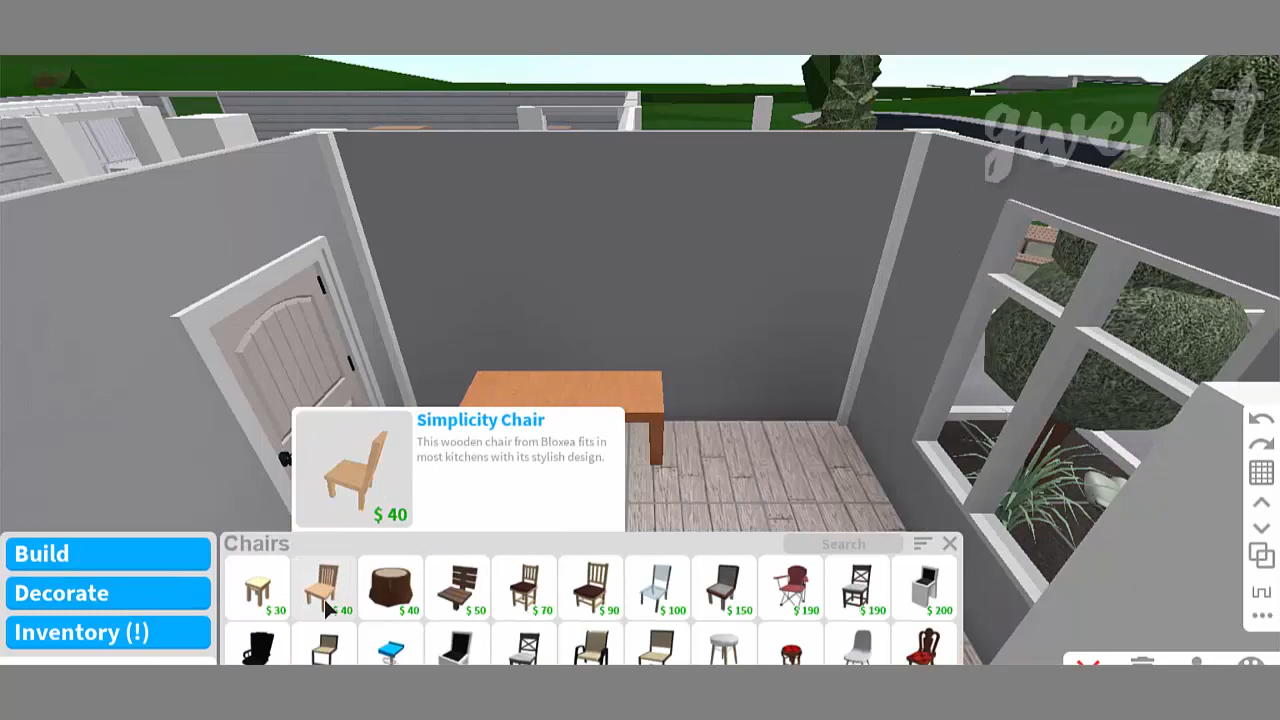 gwenyt
Simplicity Chair
This wooden chair from Bloxea fits in
most kitchens with its stylish design.
$ 40
Build
Decorate
Inventory (!)
Chairs
Search
$ 30
$ 40
$ 40
$ 50
$ 70
$ 90
$ 100
$ 150
$ 190
$ 190
$ 200